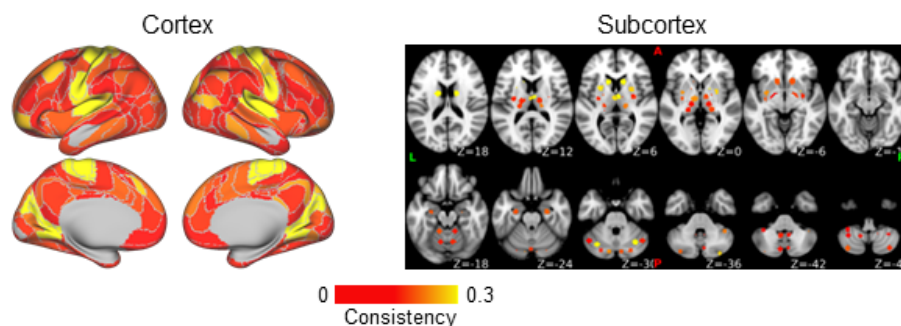 Cortex
Subcortex
A
Z=18
Z=12
Z=6
Z=0
Z=-6
L
Z=-18
Z=-24
Z=-30
P
Z=-36
Z=-42
0
0.3
Consistency